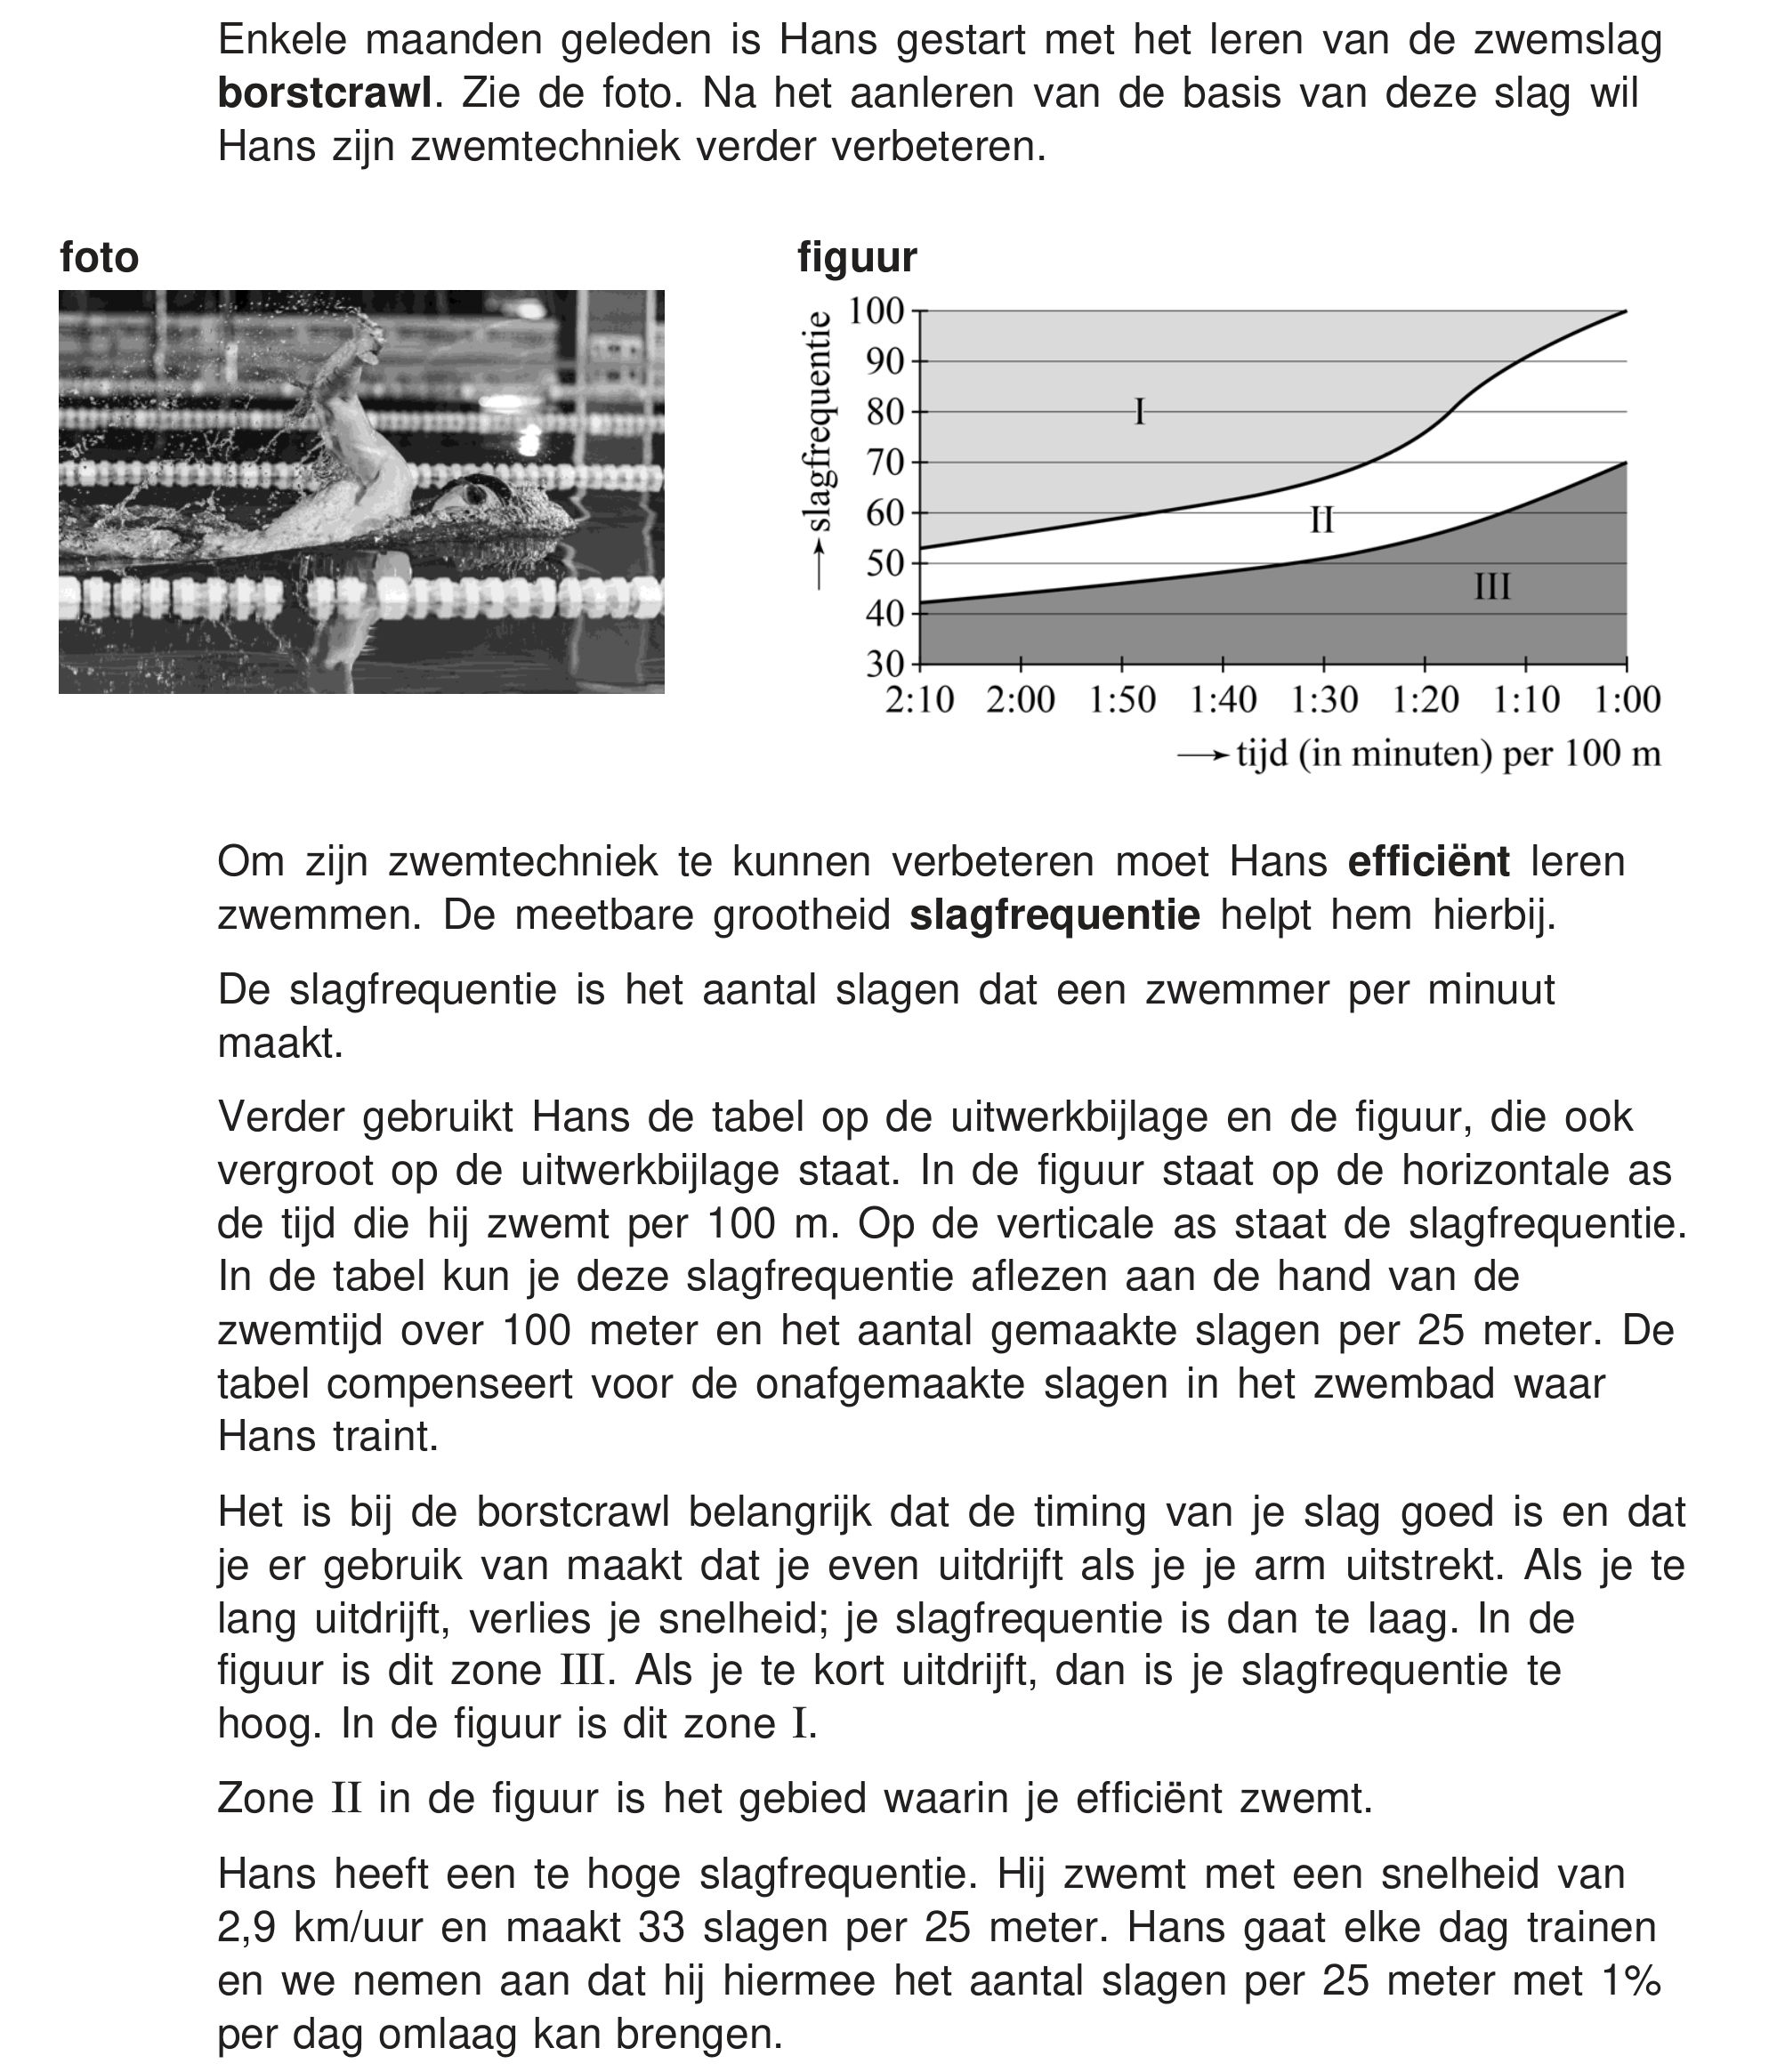 Enkele maanden geleden is Hans gestart met het leren van de zwemslag
borstcrawl. Zie de foto. Na het aanleren van de basis van deze slag wil
Hans zijn zwemtechniek verder verbeteren.
foto
figuur
slagfrequentie
100
90
80
70
60
50
40
30
I
II
III
2:10 2:00 1:50 1:40 1:30 1:20 1:10 1:00
tijd (in minuten) per 100 m
Om zijn zwemtechniek te kunnen verbeteren moet Hans efficiënt leren
zwemmen. De meetbare grootheid slagfrequentie helpt hem hierbij.
De slagfrequentie is het aantal slagen dat een zwemmer per minuut
maakt.
Verder gebruikt Hans de tabel op de uitwerkbijlage en de figuur, die ook
vergroot op de uitwerkbijlage staat. In de figuur staat op de horizontale as
de tijd die hij zwemt per 100 m. Op de verticale as staat de slagfrequentie.
In de tabel kun je deze slagfrequentie aflezen aan de hand van de
zwemtijd over 100 meter en het aantal gemaakte slagen per 25 meter. De
tabel compenseert voor de onafgemaakte slagen in het zwembad waar
Hans traint.
Het is bij de borstcrawl belangrijk dat de timing van je slag goed is en dat
je er gebruik van maakt dat je even uitdrijft als je je arm uitstrekt. Als je te
lang uitdrijft, verlies je snelheid; je slagfrequentie is dan te laag. In de
figuur is dit zone III. Als je te kort uitdrijft, dan is je slagfrequentie te
hoog. In de figuur is dit zone I.
Zone II in de figuur is het gebied waarin je efficiënt zwemt.
Hans heeft een te hoge slagfrequentie. Hij zwemt met een snelheid van
2,9 km/uur en maakt 33 slagen per 25 meter. Hans gaat elke dag trainen
en we nemen aan dat hij hiermee het aantal slagen per 25 meter met 1%
per dag omlaag kan brengen.